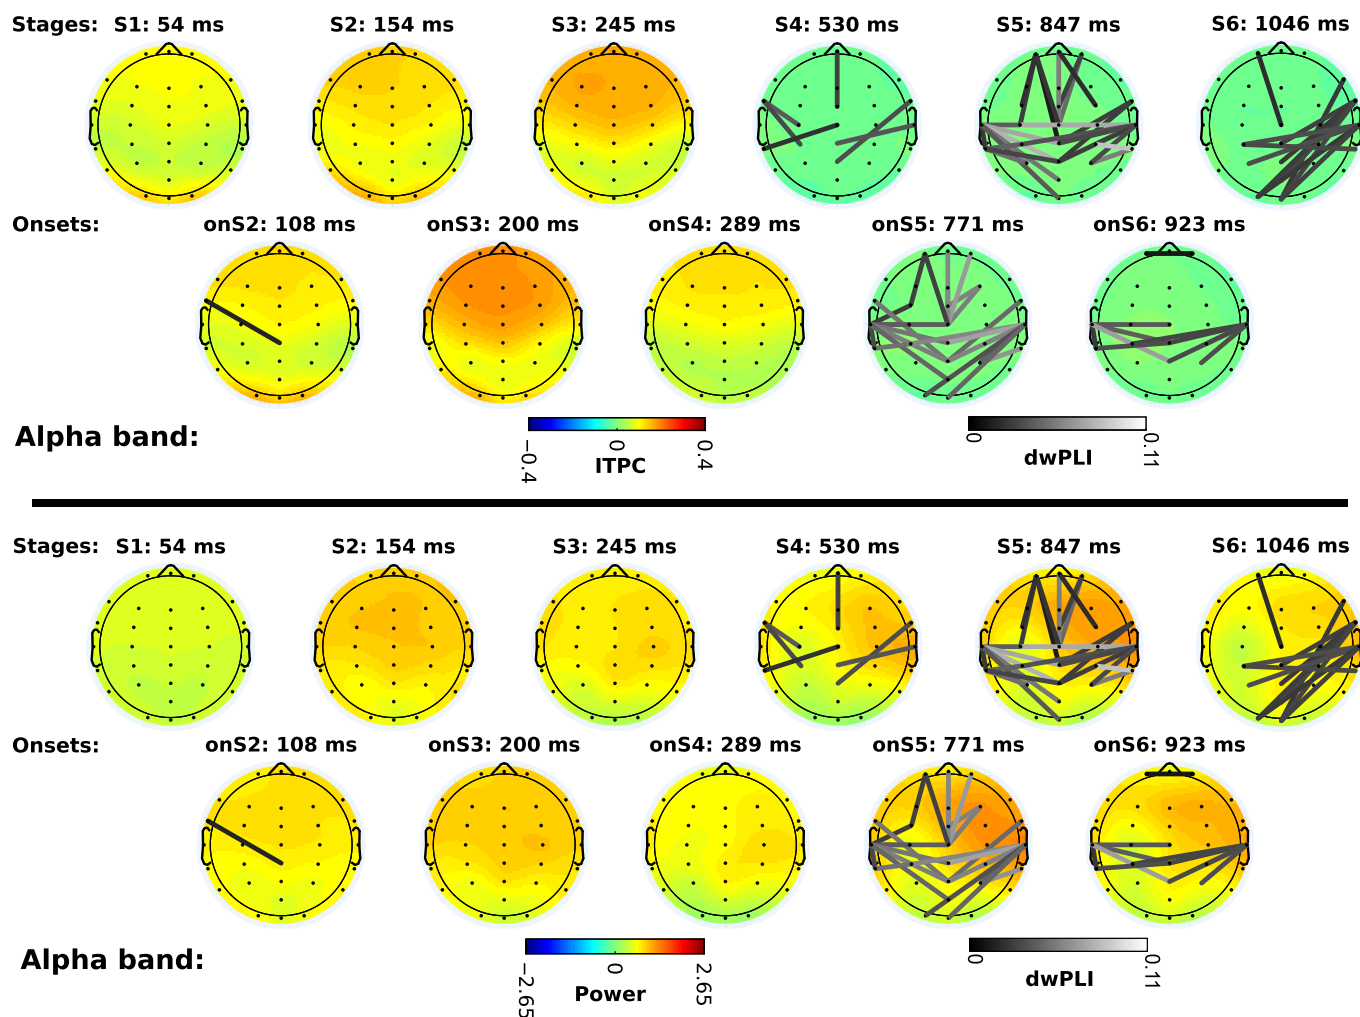 Stages: S1: 54 ms S2: 154 ms S3: 245 ms S4: 530 ms S5: 847 ms S6: 1046 ms
Onsets: onS2: 108 ms onS3: 200 ms onS4: 289 ms onS5: 771 ms onS6: 923 ms
Alpha band:
−0.4 0 0.4
ITPC
0 0.11
dwPLI
Stages: S1: 54 ms S2: 154 ms S3: 245 ms S4: 530 ms S5: 847 ms S6: 1046 ms
Onsets: onS2: 108 ms onS3: 200 ms onS4: 289 ms onS5: 771 ms onS6: 923 ms
Alpha band:
−2.65 0 2.65
Power
0 0.11
dwPLI